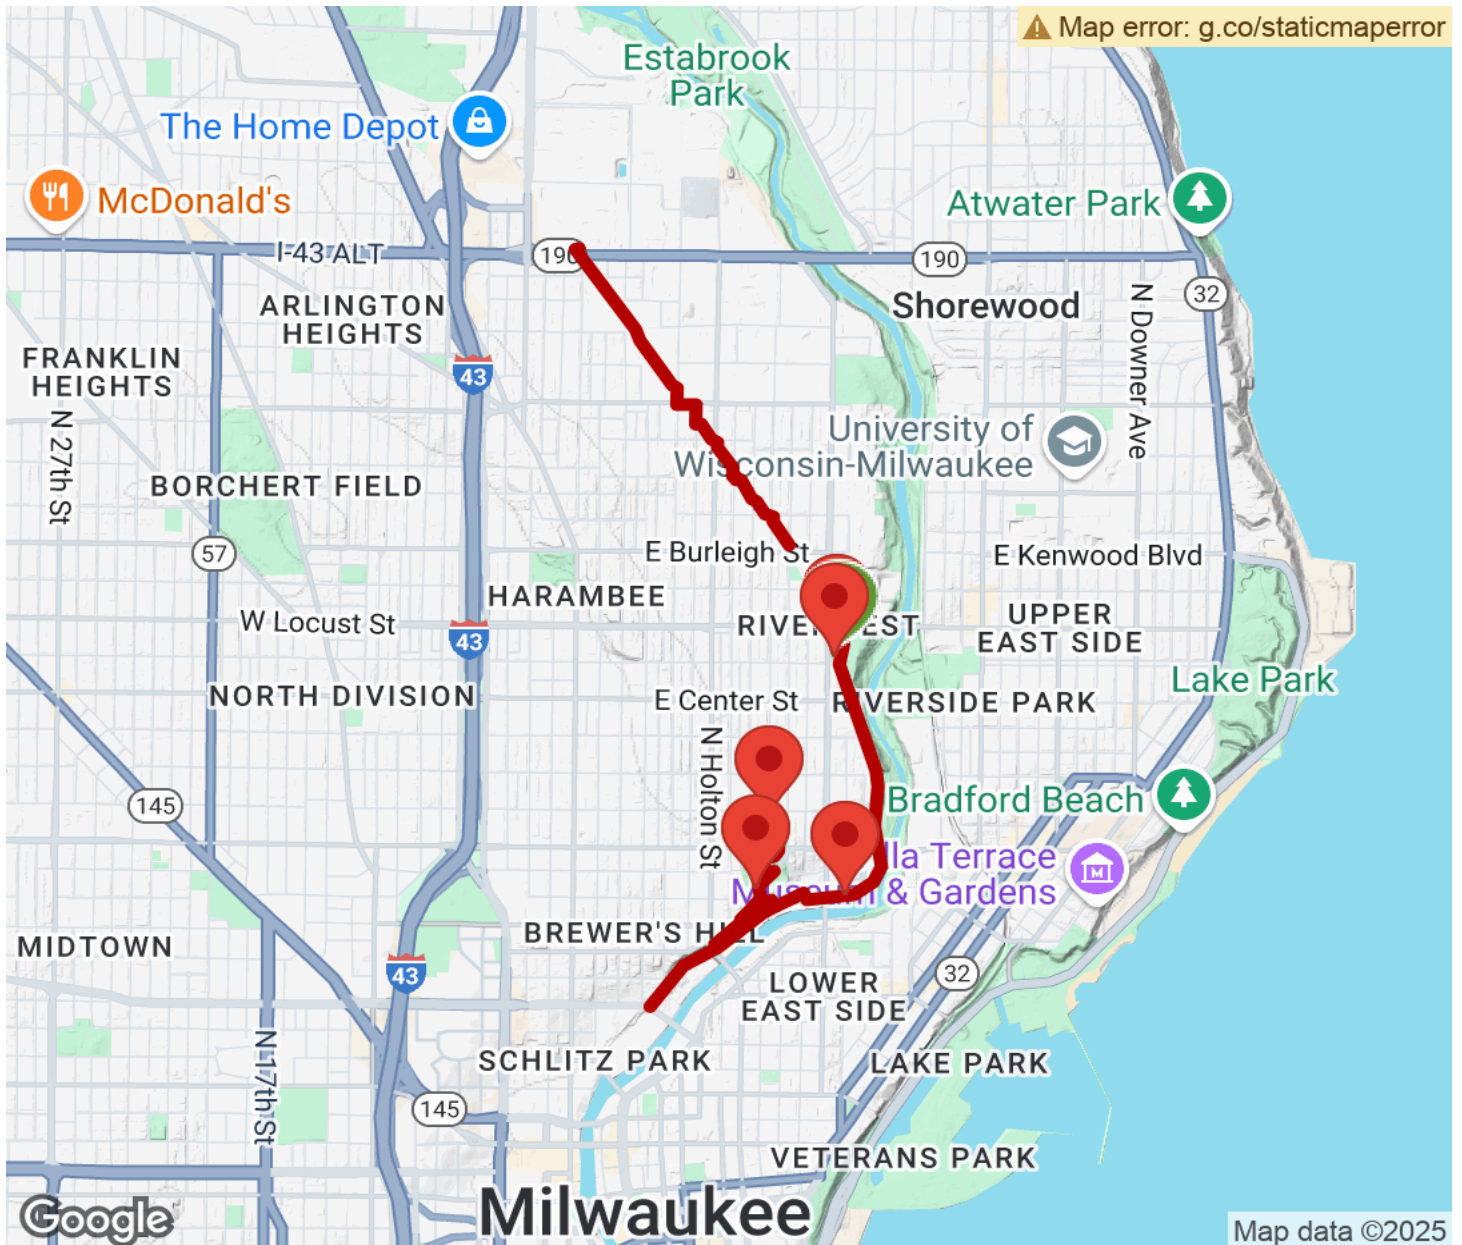 Map error: g.co/staticmaperror
Estabrook
Park
The Home Depot
McDonald's
Atwater Park
I-43 ALT
190
190
Shorewood
32
ARLINGTON
HEIGHTS
N Downer Ave
FRANKLIN
HEIGHTS
43
N 27th St
University of
Wisconsin-Milwaukee
BORCHERT FIELD
57
E Burleigh St
E Kenwood Blvd
HARAMBEE
W Locust St
43
UPPER
EAST SIDE
Lake Park
NORTH DIVISION
E Center St
RIVERSIDE PARK
N Holton St
145
Bradford Beach
Terrace
& Gardens
M
BREWER'S HILL
MIDTOWN
43
32
LOWER
EAST SIDE
N 17th St
SCHLITZ PARK
LAKE PARK
145
VETERANS PARK
Google
Milwaukee
Map data ©2025